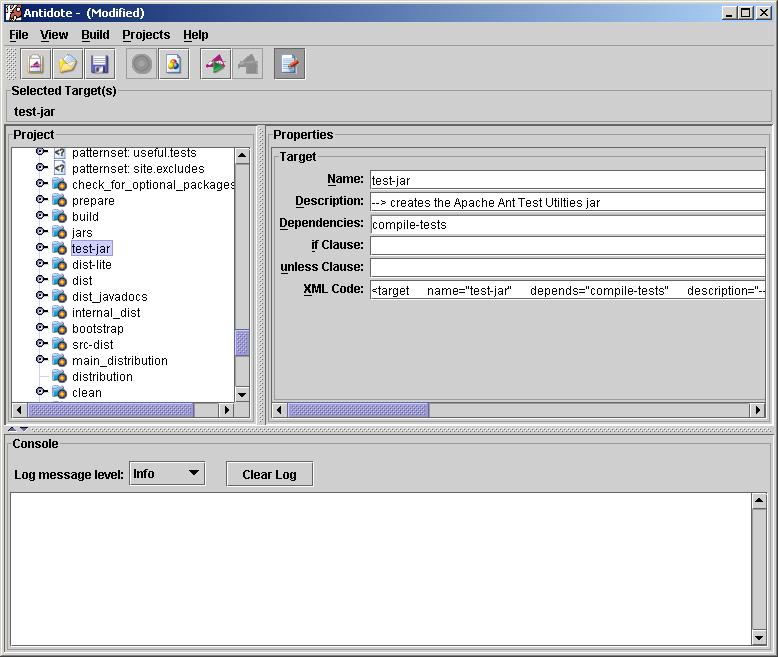 Antidote - (Modified)
File View Build Projects Help
Selected Target(s)
test-jar
Project
patternset: useful.tests
patternset: site.excludes
check_for_optional_packages
prepare
build
jars
test-jar
dist-lite
dist
dist_javadocs
internal_dist
bootstrap
src-dist
main_distribution
distribution
clean
Properties
Target
Name: test-jar
Description: --> creates the Apache Ant Test Utilties jar
Dependencies: compile-tests
if Clause:
unless Clause:
XML Code: <target name="test-jar" depends="compile-tests" description="--
Console
Log message level: Info Clear Log